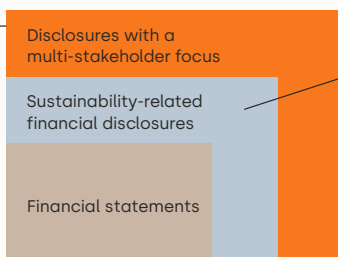 Disclosures with a
multi-stakeholder focus
Sustainability-related
financial disclosures
Financial statements